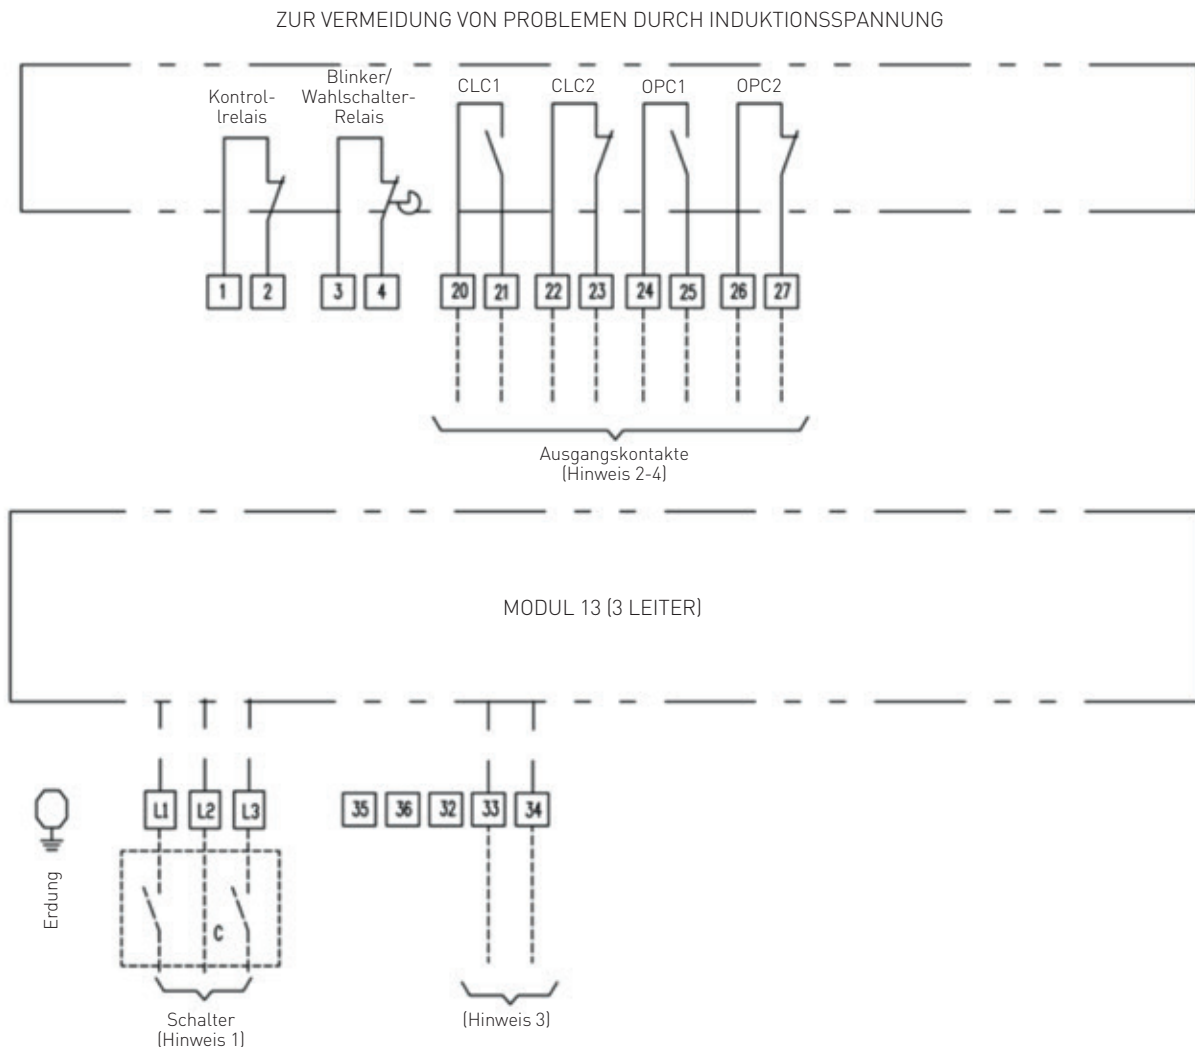 ZUR VERMEIDUNG VON PROBLEMEN DURCH INDUKTIONSSPANNUNG
Kontrol-
lrelais
Blinker/
Wahlschalter-
Relais
CLC1
CLC2
OPC1
OPC2
1
2
3
4
20
21
22
23
24
25
26
27
Ausgangskontakte
(Hinweis 2-4)
MODUL 13 (3 LEITER)
Erdung
L1
L2
L3
35
36
32
33
34
C
Schalter
(Hinweis 1)
(Hinweis 3)